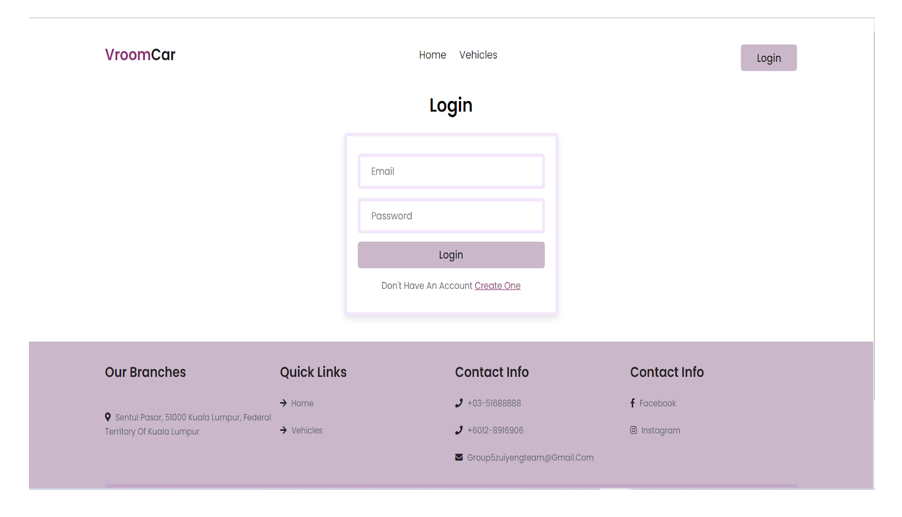 VroomCar
Home Vehicles
Login
Login
Email
Password
Login
Don't Have An Account Create One
Our Branches
Sentul Pasar, 51000 Kuala Lumpur, Federal
Territory Of Kuala Lumpur
Quick Links
Home
Vehicles
Contact Info
+03-51688888
+6012-8916906
Group5zuiyengteam@Gmail.Com
Contact Info
Facebook
Instagram